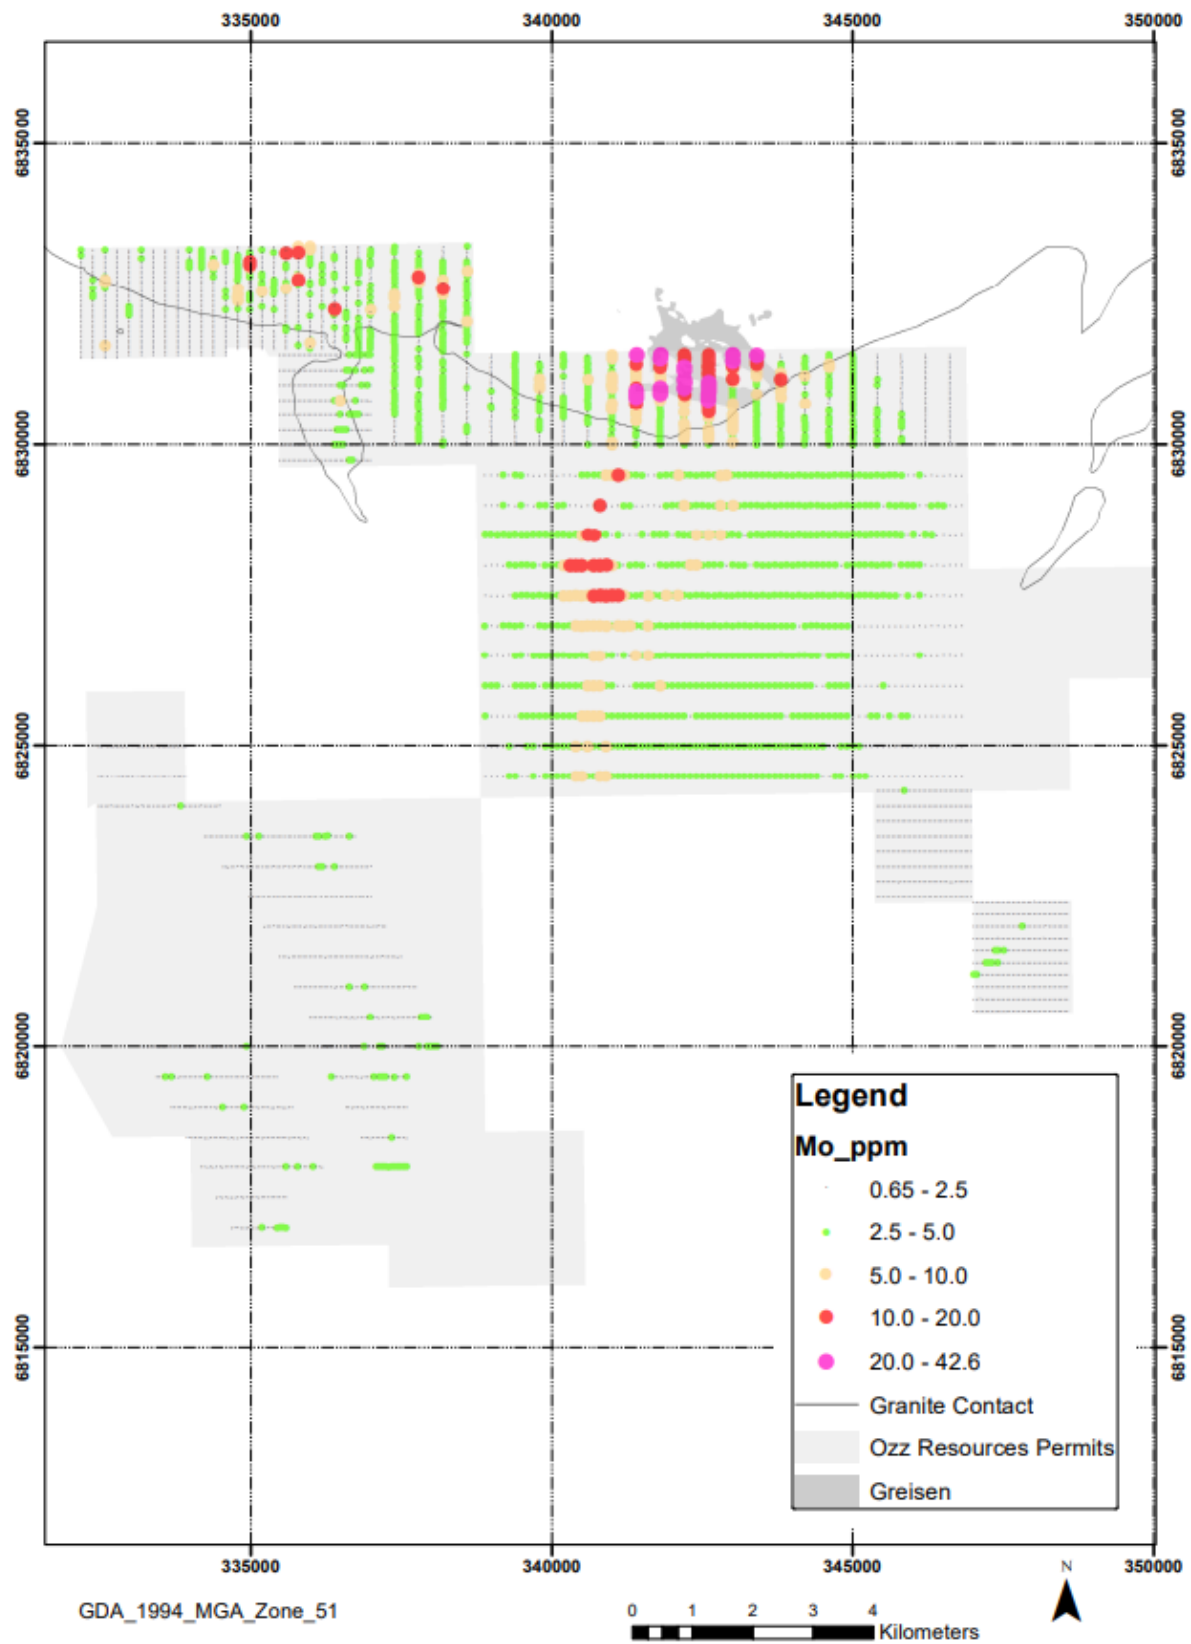 335000 340000 345000 350000
6835000 6835000
6830000 6830000
6825000 6825000
6820000 6820000
6815000 6815000
Legend
Mo_ppm
0.65 - 2.5
2.5 - 5.0
5.0 - 10.0
10.0 - 20.0
20.0 - 42.6
Granite Contact
Ozz Resources Permits
Greisen
335000 340000 345000 350000
N
GDA_1994_MGA_Zone_51
0 1 2 3 4
Kilometers